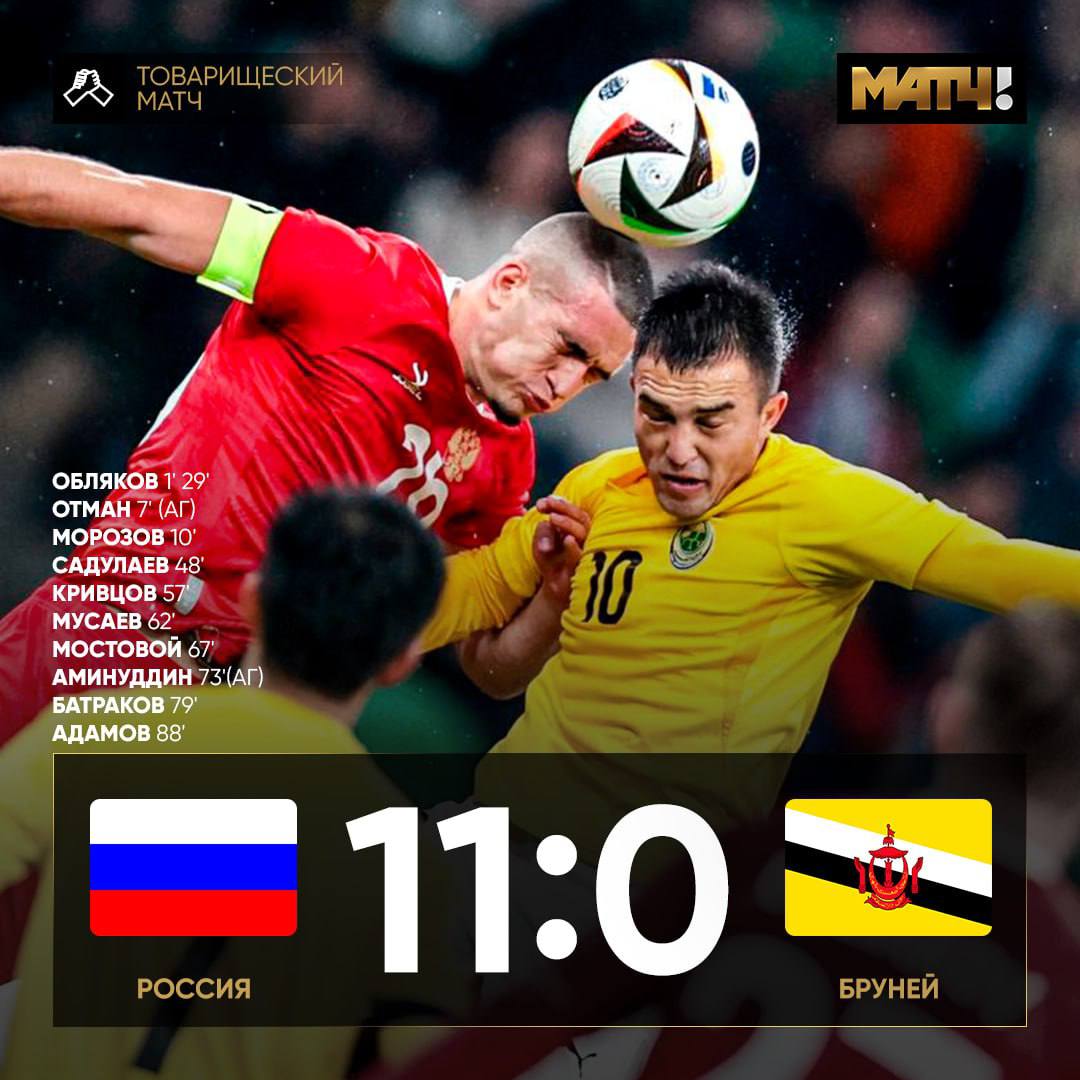 ТОВАРИЩЕСКИЙ
МАТЧ
МАТЧ!
ОБЛЯКОВ 1' 29'
ОТМАН 7' (АГ)
МОРОЗОВ 10'
САДУЛАЕВ 48'
КРИВЦОВ 57'
МУСАЕВ 62'
МОСТОВОЙ 67'
АМИНУДДИН 73'(АГ)
БАТРАКОВ 79'
АДАМОВ 88'
10
11:0
РОССИЯ
БРУНЕЙ